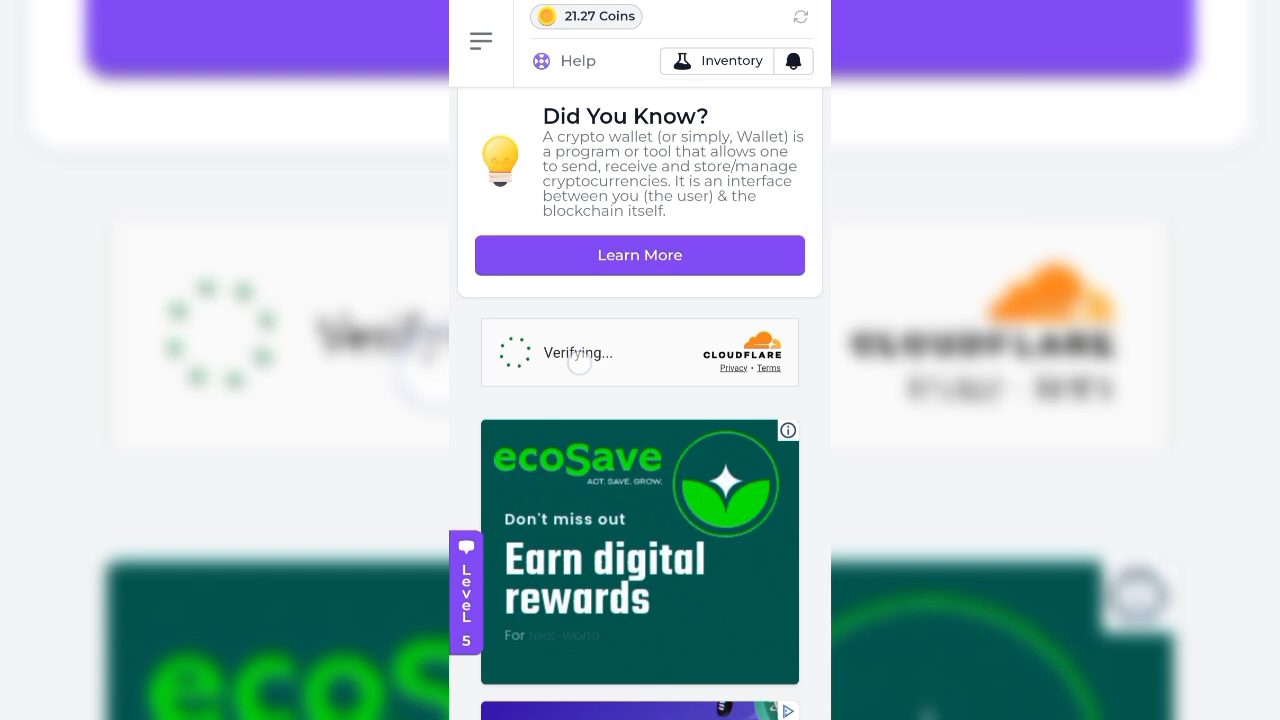 21.27 Coins
Help
Inventory
Did You Know?
A crypto wallet (or simply, Wallet) is
a program or tool that allows one
to send, receive and store/manage
cryptocurrencies. It is an interface
between you (the user) & the
blockchain itself.
Learn More
Verifying...
CLOUDFLARE
Privacy • Terms
ecoSave
ACT. SAVE. GROW.
Don't miss out
Earn digital
rewards
For real-world
LeveL 5